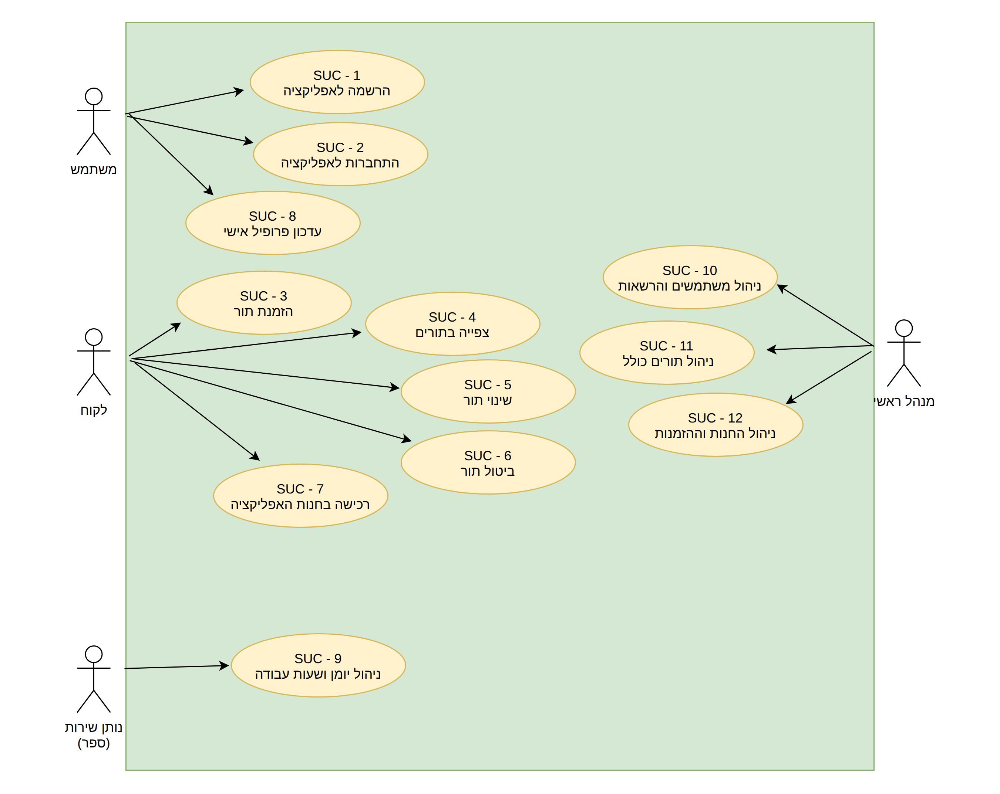 SUC - 1
הרשמה לאפליקציה
SUC - 2
התחברות לאפליקציה
משתמש
SUC - 8
עדכון פרופיל אישי
SUC - 3
הזמנת תור
SUC - 4
צפייה בתורים
SUC - 5
שינוי תור
SUC - 6
ביטול תור
SUC - 7
רכישה בחנות האפליקציה
לקוח
SUC - 10
ניהול משתמשים והרשאות
SUC - 11
ניהול תורים כולל
SUC - 12
ניהול החנות וההזמנות
מנהל ראשי
SUC - 9
ניהול יומן ושעות עבודה
נותן שירות
(ספר)